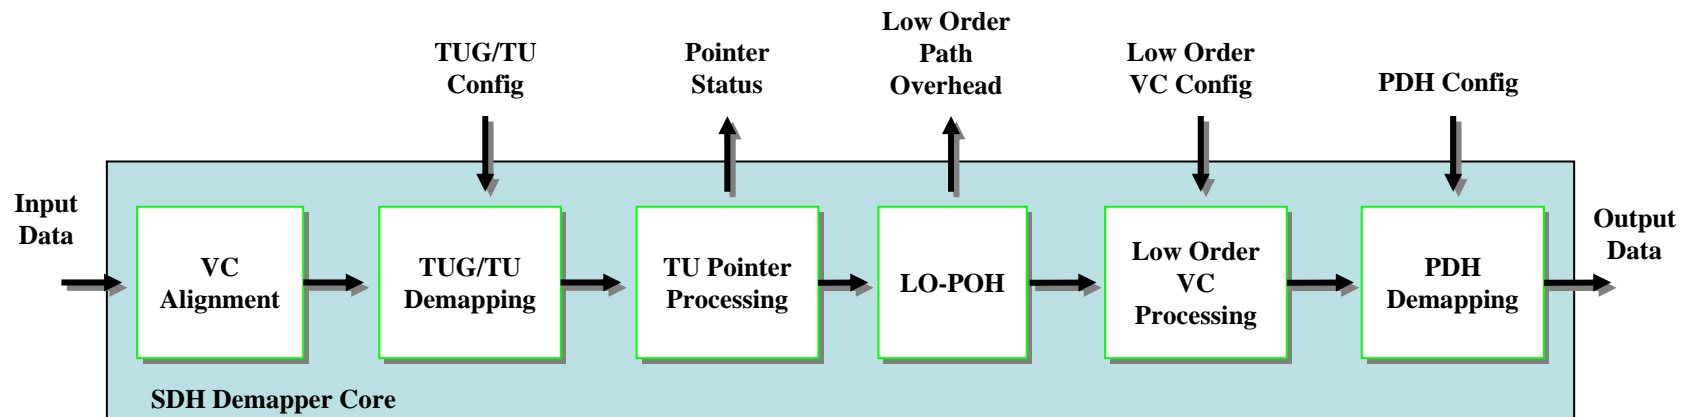 Low Order
Path
Overhead
TUG/TU
Config
Pointer
Status
Low Order
VC Config
PDH Config
Input
Data
VC
Alignment
TUG/TU
Demapping
TU Pointer
Processing
LO-POH
Low Order
VC
Processing
PDH
Demapping
Output
Data
SDH Demapper Core